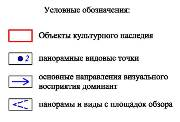 Условные обозначения:
Объекты культурного наследия
2
панорамные видовые точки
основные направления визуального
восприятия доминант
панорамы и виды с площадок обзора